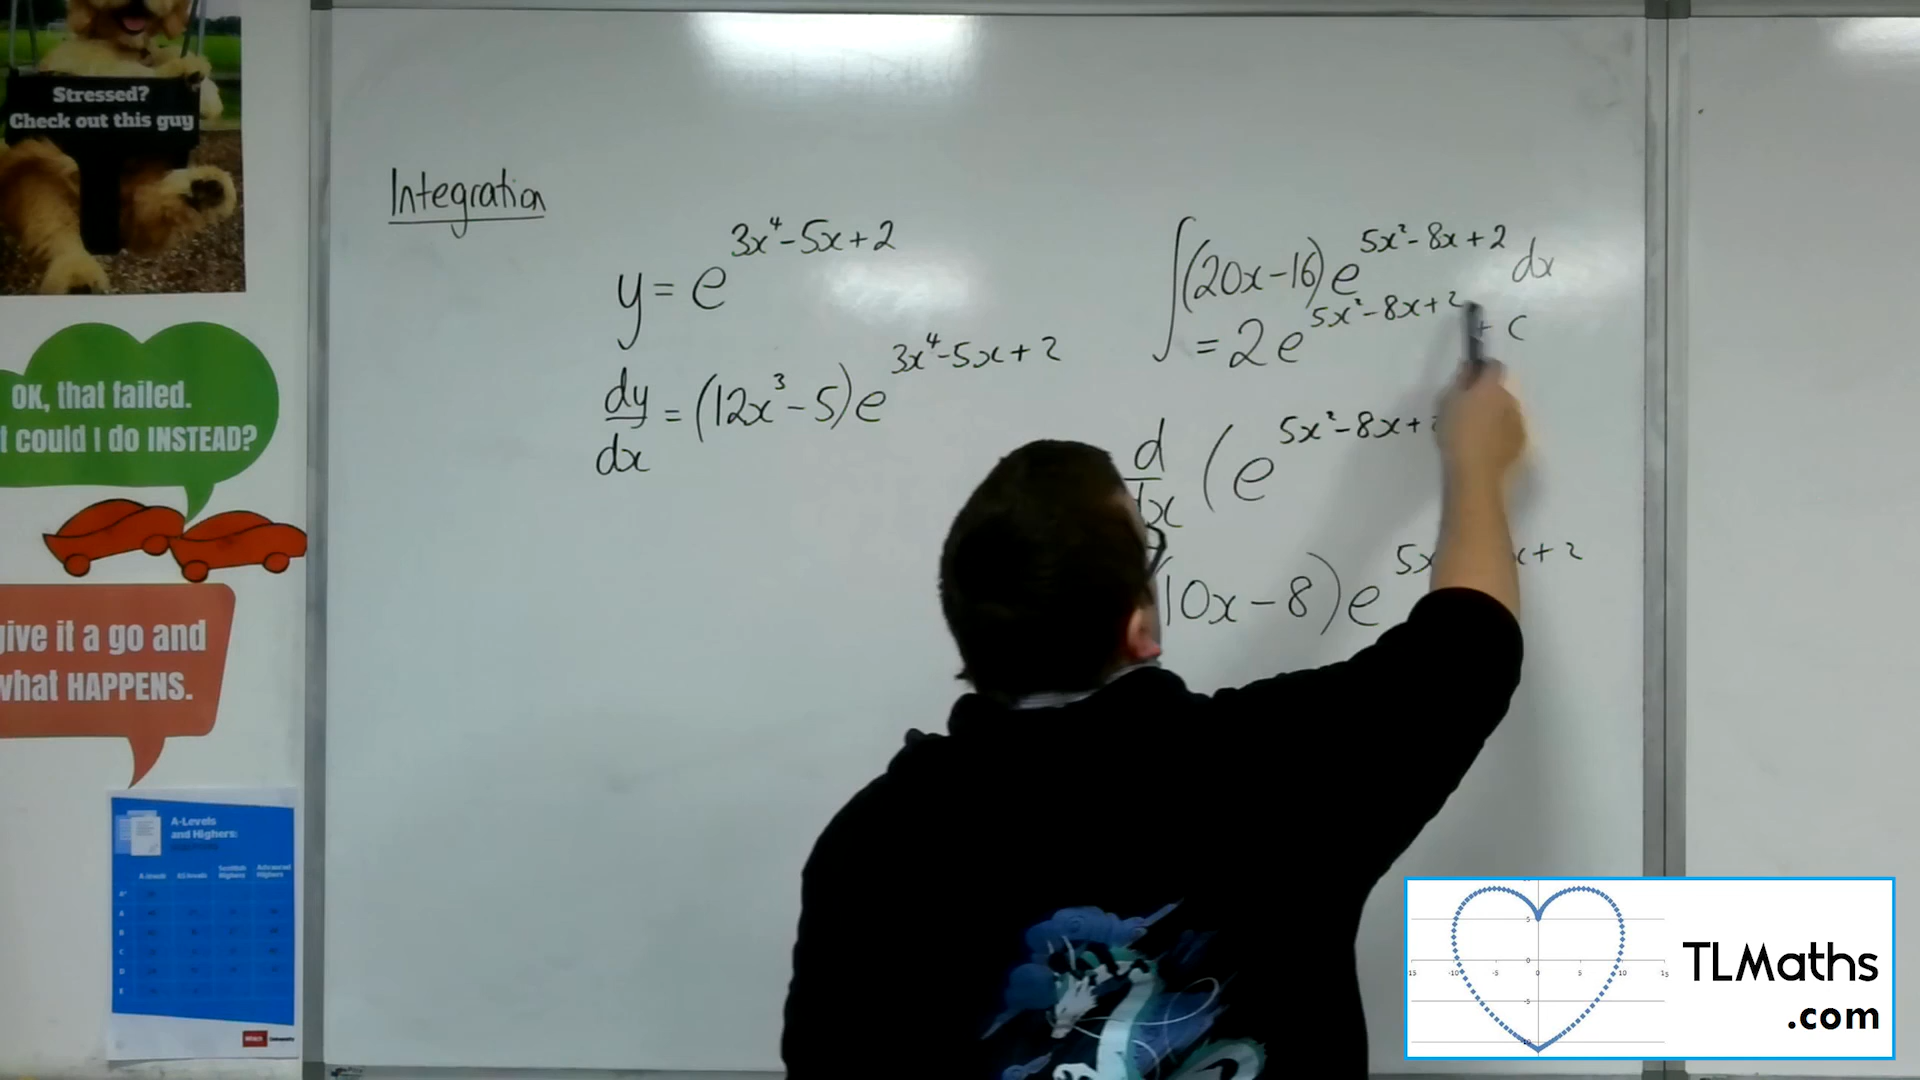 Stressed?
Check out this guy
OK, that failed.
t could I do INSTEAD?
give it a go and
what HAPPENS.
A-Levels
and Highers:
Integration
y = e^{3x⁴-5x+2}
dy/dx = (12x³-5)e^{3x⁴-5x+2}
∫(20x-16)e^{5x²-8x+2} dx
= 2e^{5x²-8x+2} + c
d/dx (e^{5x²-8x+
10x-8)e^{5x x+2}
TLMaths
.com